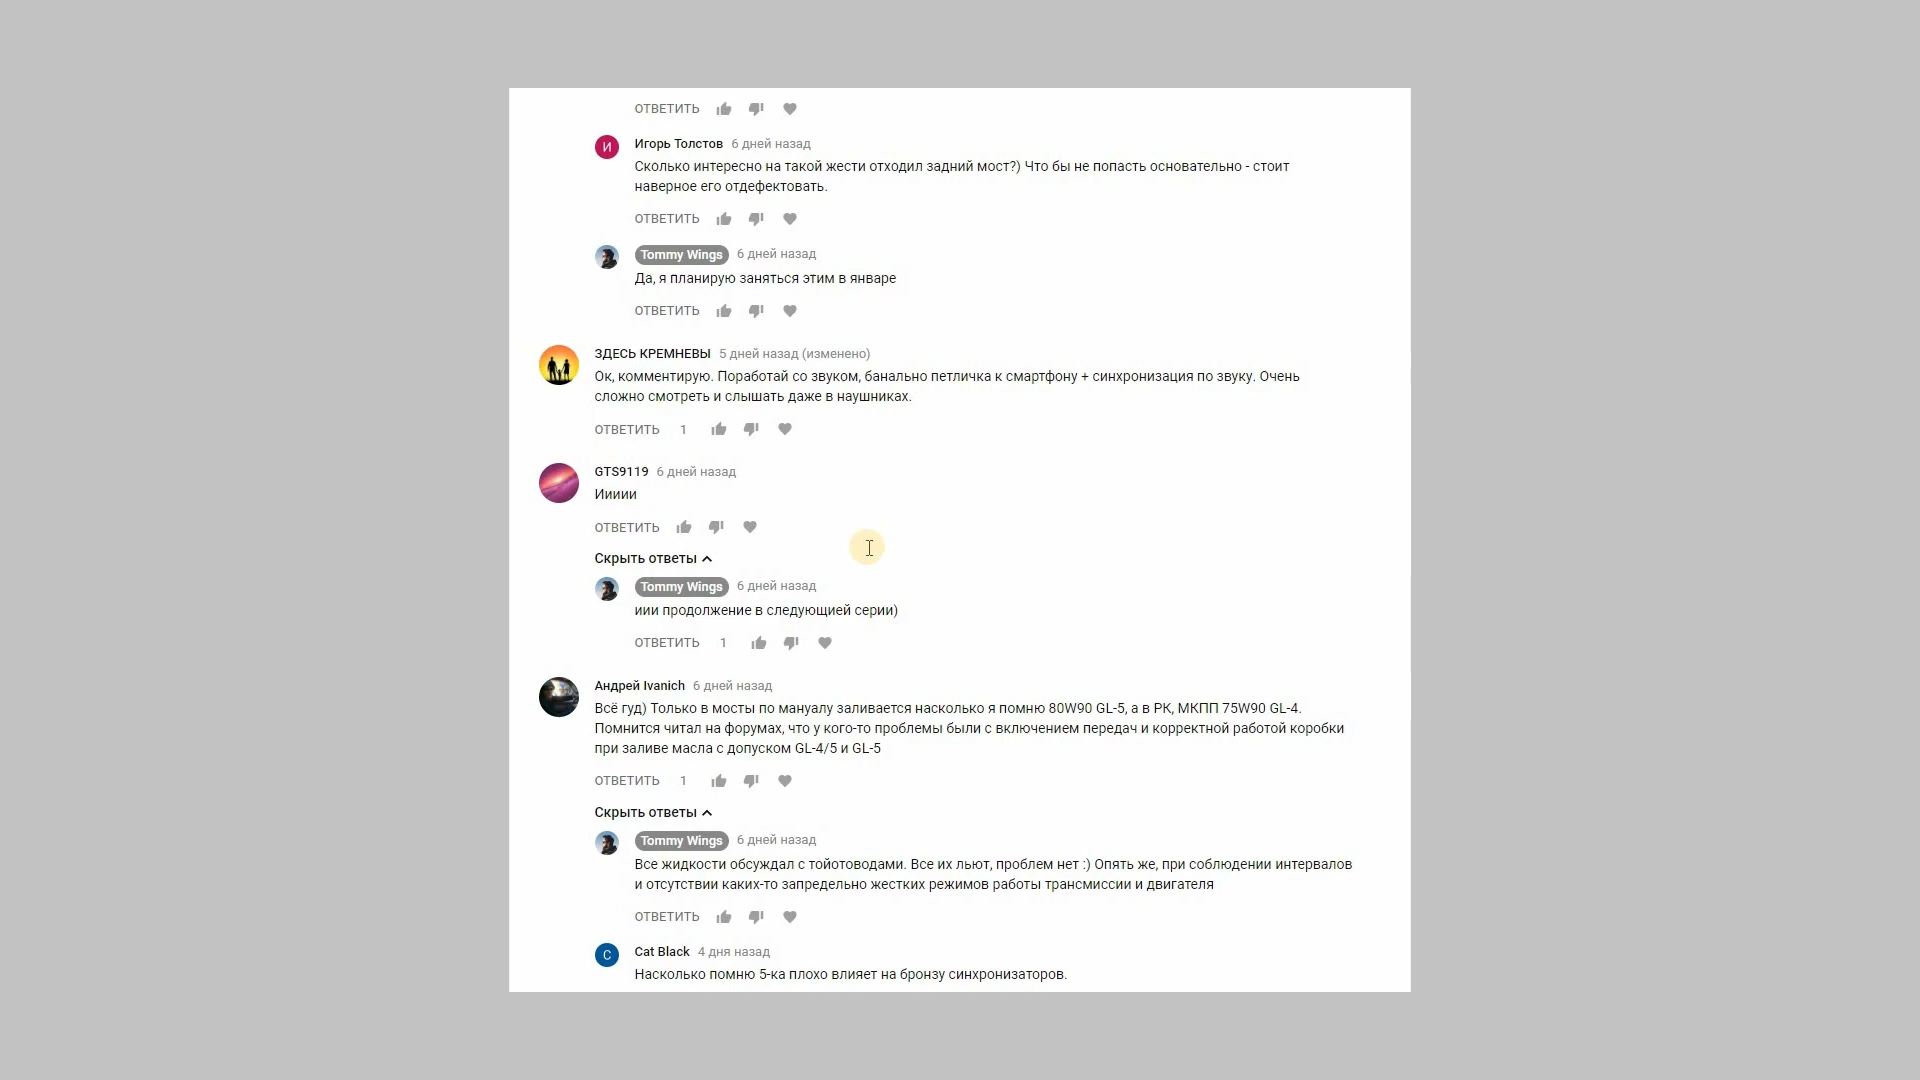 ОТВЕТИТЬ
И
Игорь Толстов 6 дней назад
Сколько интересно на такой жести отходил задний мост?) Что бы не попасть основательно - стоит
наверное его отдефектовать.
ОТВЕТИТЬ
Tommy Wings 6 дней назад
Да, я планирую заняться этим в январе
ОТВЕТИТЬ
ЗДЕСЬ КРЕМНЕВЫ 5 дней назад (изменено)
Ок, комментирую. Поработай со звуком, банально петличка к смартфону + синхронизация по звуку. Очень
сложно смотреть и слышать даже в наушниках.
ОТВЕТИТЬ 1
GTS9119 6 дней назад
Иииии
ОТВЕТИТЬ
Скрыть ответы
Tommy Wings 6 дней назад
иии продолжение в следующией серии)
ОТВЕТИТЬ 1
Андрей Ivanich 6 дней назад
Всё гуд) Только в мосты по мануалу заливается насколько я помню 80W90 GL-5, а в РК, МКПП 75W90 GL-4.
Помнится читал на форумах, что у кого-то проблемы были с включением передач и корректной работой коробки
при заливе масла с допуском GL-4/5 и GL-5
ОТВЕТИТЬ 1
Скрыть ответы
Tommy Wings 6 дней назад
Все жидкости обсуждал с тойотоводами. Все их льют, проблем нет :) Опять же, при соблюдении интервалов
и отсутствии каких-то запредельно жестких режимов работы трансмиссии и двигателя
ОТВЕТИТЬ
C
Cat Black 4 дня назад
Насколько помню 5-ка плохо влияет на бронзу синхронизаторов.